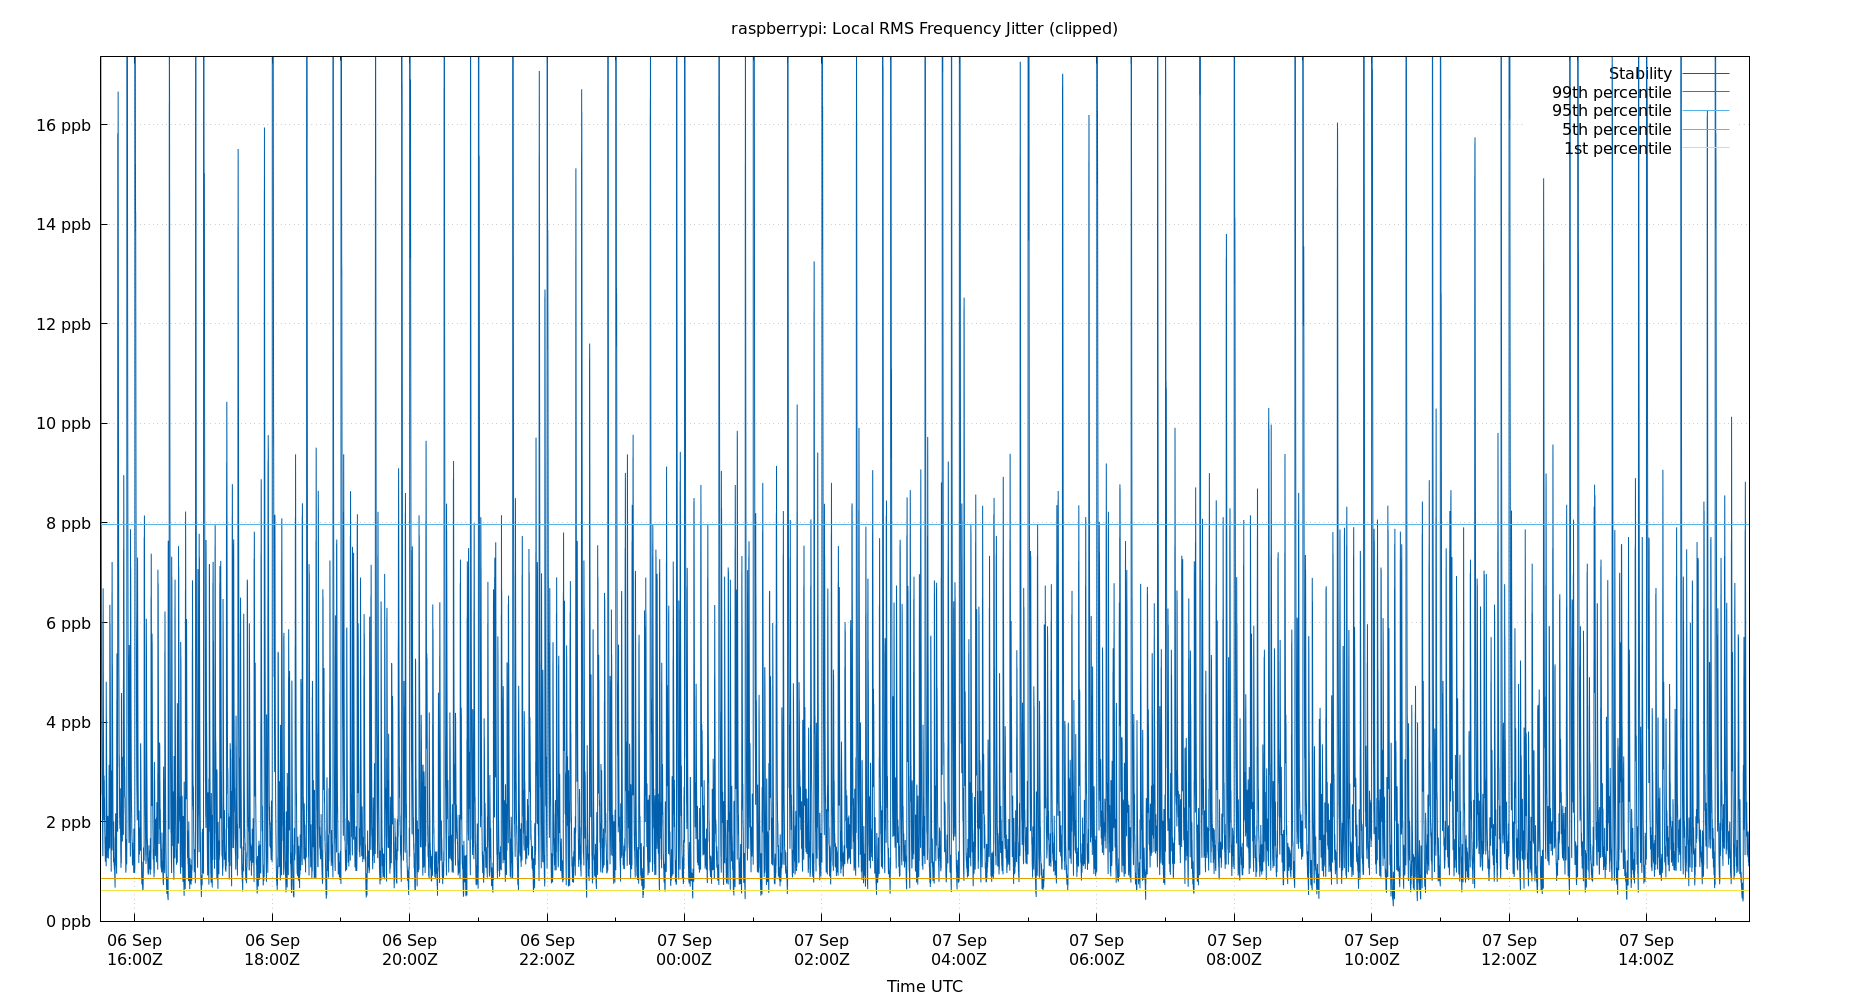 raspberrypi: Local RMS Frequency Jitter (clipped)
Stability
99th percentile
95th percentile
5th percentile
1st percentile
16 ppb
14 ppb
12 ppb
10 ppb
8 ppb
6 ppb
4 ppb
2 ppb
0 ppb
06 Sep 06 Sep 06 Sep 06 Sep 07 Sep 07 Sep 07 Sep 07 Sep 07 Sep 07 Sep 07 Sep 07 Sep
16:00Z 18:00Z 20:00Z 22:00Z 00:00Z 02:00Z 04:00Z 06:00Z 08:00Z 10:00Z 12:00Z 14:00Z
Time UTC